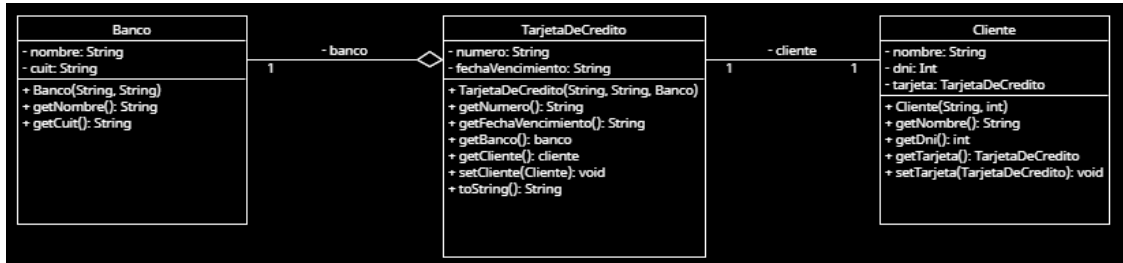 Banco
- nombre: String
- cuit: String
+ Banco(String, String)
+ getNombre(): String
+ getCuit(): String
- banco
1
TarjetaDeCredito
- numero: String
- fechaVencimiento: String
+ TarjetaDeCredito(String, String, Banco)
+ getNumero(): String
+ getFechaVencimiento(): String
+ getBanco(): banco
+ getCliente(): cliente
+ setCliente(Cliente): void
+ toString(): String
- cliente
1 1
Cliente
- nombre: String
- dni: Int
- tarjeta: TarjetaDeCredito
+ Cliente(String, int)
+ getNombre(): String
+ getDni(): int
+ getTarjeta(): TarjetaDeCredito
+ setTarjeta(TarjetaDeCredito): void